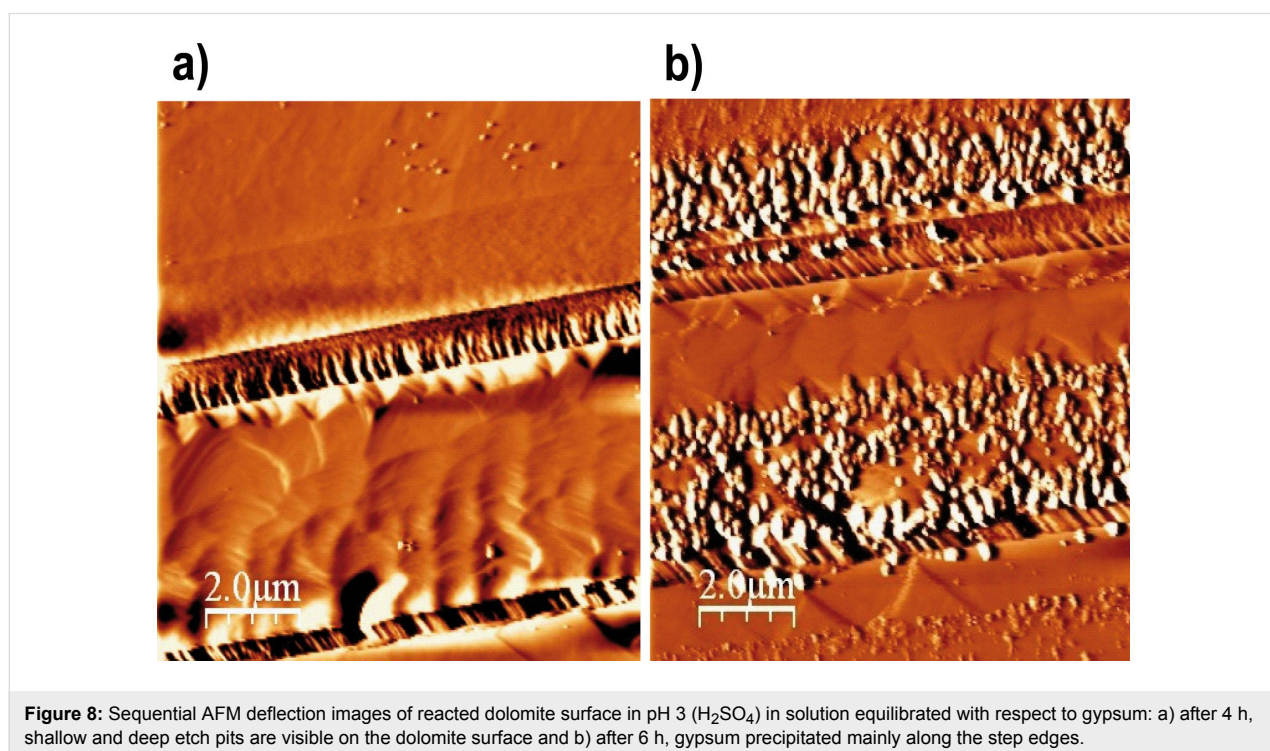 a)
b)
2.0µm
2.0µm
Figure 8: Sequential AFM deflection images of reacted dolomite surface in pH 3 (H₂SO₄) in solution equilibrated with respect to gypsum: a) after 4 h,
shallow and deep etch pits are visible on the dolomite surface and b) after 6 h, gypsum precipitated mainly along the step edges.